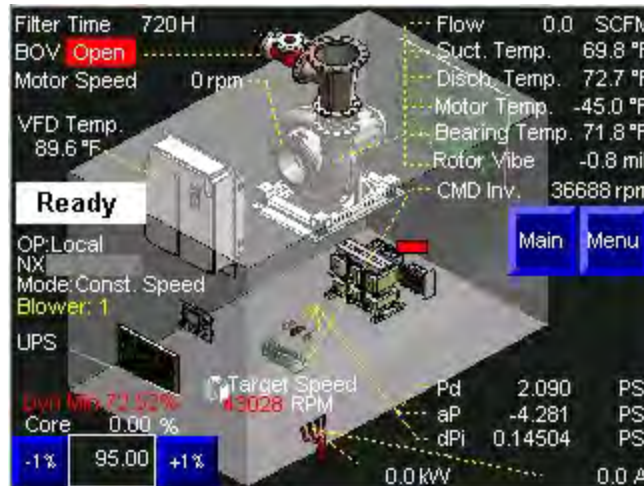 Filter Time 720 H
BOV Open
Motor Speed 0 rpm
VFD Temp.
89.6 °F
Ready
OP:Local
NX
Mode:Const. Speed
Blower: 1
UPS
Dyn Min 72.52%
Core 0.00 %
-1% 95.00 +1%
Target Speed
43028 RPM
Flow 0.0 SCFM
Suct. Temp. 69.8 °F
Disch. Temp. 72.7 °F
Motor Temp. -45.0 °F
Bearing Temp. 71.8 °F
Rotor Vibe -0.8 mi
CMD Inv. 36688 rpm
Main Menu
Pd 2.090 PS
aP -4.281 PS
dPi 0.14504 PS
0.0 kW 0.0 A